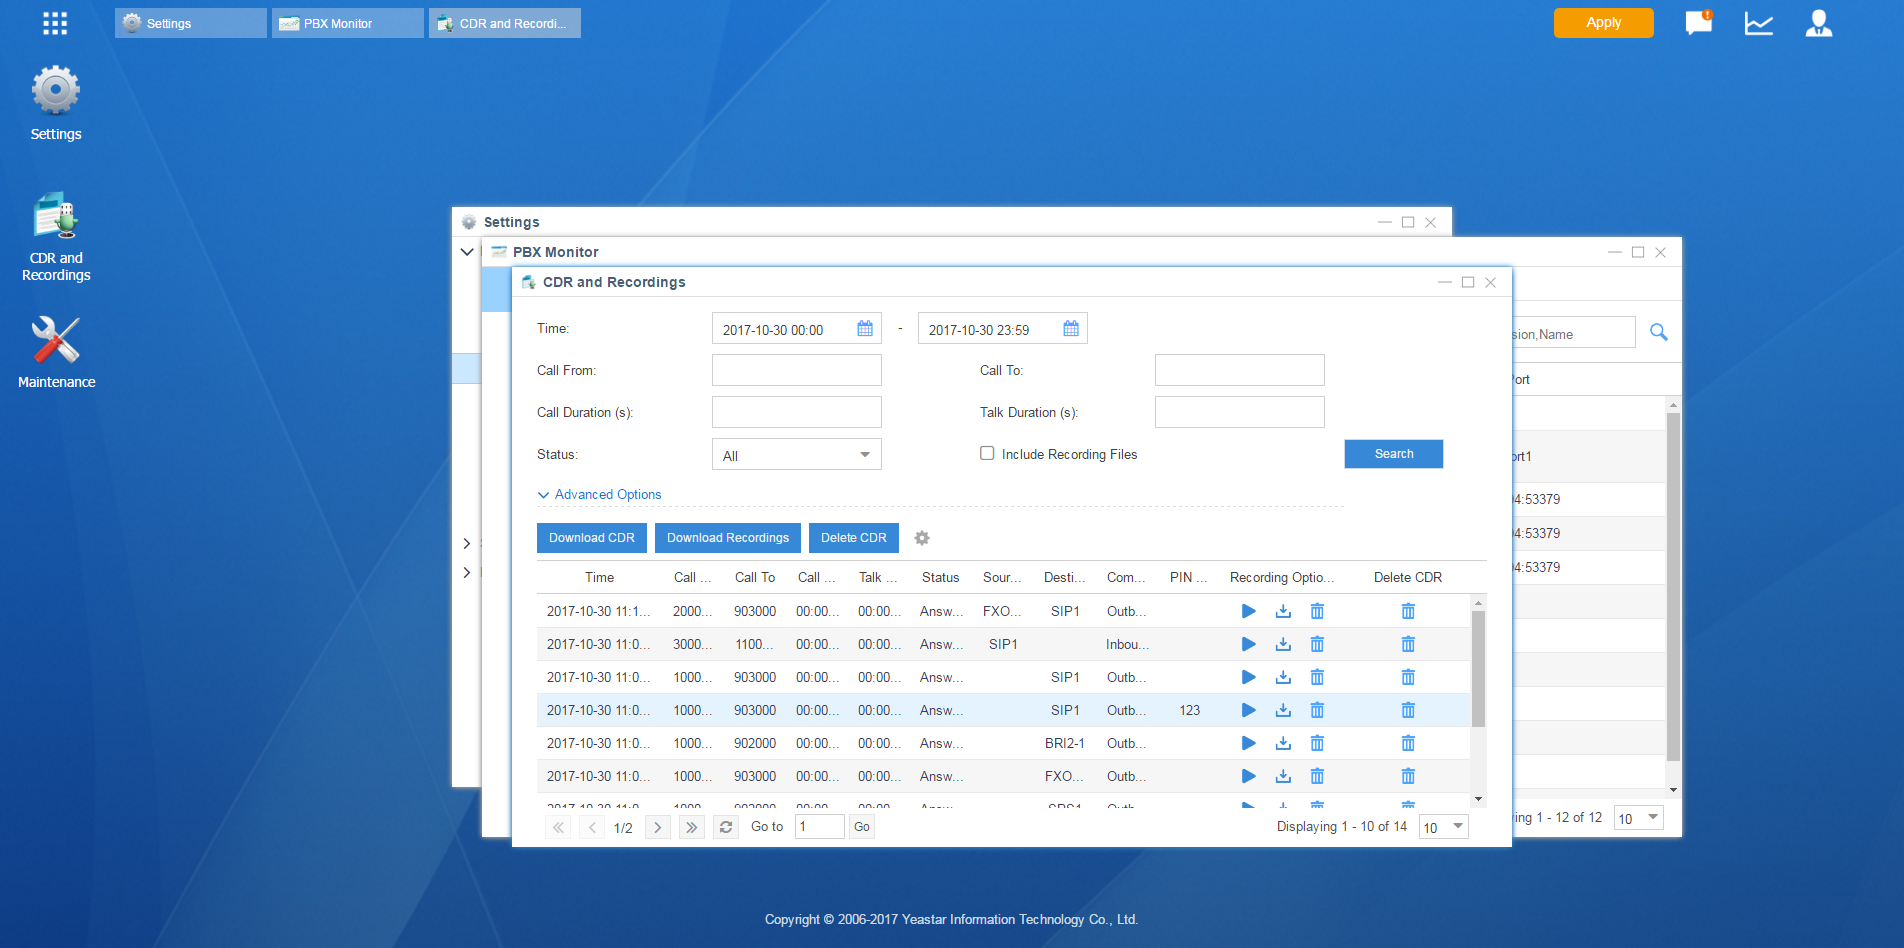 Settings
PBX Monitor
CDR and Recordi...
Apply
Settings
CDR and
Recordings
Maintenance
Settings
PBX Monitor
CDR and Recordings
Time:
2017-10-30 00:00
-
2017-10-30 23:59
Call From:
Call To:
Call Duration (s):
Talk Duration (s):
Status:
All
Include Recording Files
Search
Advanced Options
Download CDR
Download Recordings
Delete CDR
Time Call ... Call To Call ... Talk ... Status Sour... Desti... Com... PIN ... Recording Optio... Delete CDR
2017-10-30 11:1... 2000... 903000 00:00... 00:00... Answ... FXO... SIP1 Outb...
2017-10-30 11:0... 3000... 1100... 00:00... 00:00... Answ... SIP1 Inbou...
2017-10-30 11:0... 1000... 903000 00:00... 00:00... Answ... SIP1 Outb...
2017-10-30 11:0... 1000... 903000 00:00... 00:00... Answ... SIP1 Outb... 123
2017-10-30 11:0... 1000... 902000 00:00... 00:00... Answ... BRI2-1 Outb...
2017-10-30 11:0... 1000... 903000 00:00... 00:00... Answ... FXO... Outb...
1/2
Go to
1
Go
Displaying 1 - 10 of 14
10
sion,Name
Port
ort1
4:53379
4:53379
4:53379
ing 1 - 12 of 12
10
Copyright © 2006-2017 Yeastar Information Technology Co., Ltd.